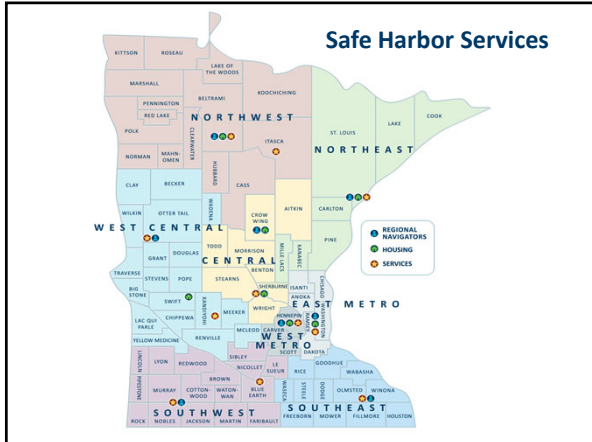 Safe Harbor Services
KITTSON
ROSEAU
LAKE OF
THE WOODS
MARSHALL
KOOCHICHING
BELTRAMI
PENNINGTON
RED LAKE
NORTHWEST
POLK
CLEARWATER
ITASCA
ST. LOUIS
LAKE
COOK
NORTHEAST
NORMAN
MAHN-
OMEN
HUBBARD
CASS
CLAY
BECKER
AITKIN
CARLTON
WADENA
CROW
WING
WILKIN
OTTER TAIL
WEST CENTRAL
PINE
REGIONAL
NAVIGATORS
HOUSING
SERVICES
GRANT
DOUGLAS
TODD
MORRISON
CENTRAL
MILLE LACS
KANABEC
BENTON
TRAVERSE
STEVENS
POPE
STEARNS
SHERBURNE
ISANTI
CHISAGO
BIG
STONE
SWIFT
KANDIYOHI
MEEKER
WRIGHT
ANOKA
EAST METRO
WASHINGTON
HENNEPIN
RAMSEY
LAC QUI
PARLE
CHIPPEWA
MCLEOD
CARVER
WEST
METRO
SCOTT
DAKOTA
YELLOW MEDICINE
RENVILLE
SIBLEY
GOODHUE
LINCOLN
LYON
REDWOOD
NICOLLET
LE
SUEUR
RICE
WABASHA
PIPESTONE
MURRAY
COTTON-
WOOD
BROWN
WATON-
WAN
BLUE
EARTH
WASECA
STEELE
DODGE
OLMSTED
WINONA
SOUTHWEST
SOUTHEAST
ROCK
NOBLES
JACKSON
MARTIN
FARIBAULT
FREEBORN
MOWER
FILLMORE
HOUSTON